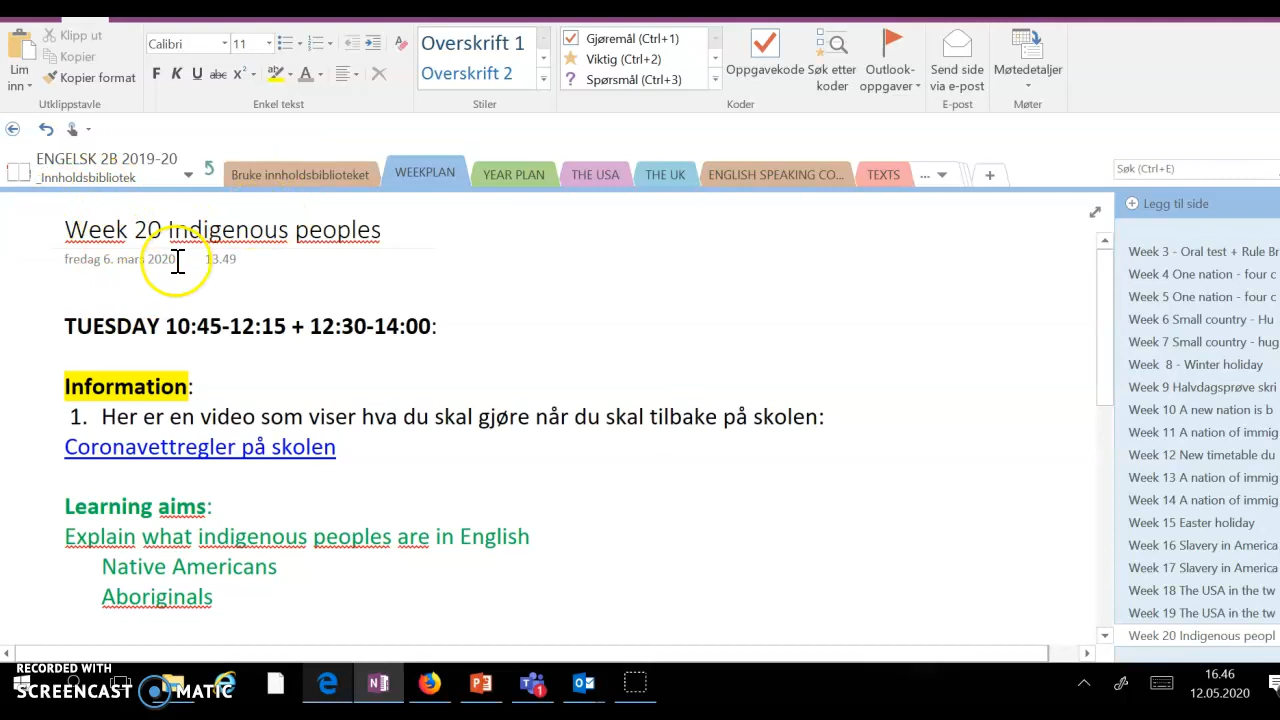 Klipp ut
Kopier
Kopier format
Lim
inn
Utklippstavle
Calibri 11
F K U abc x²
A
Enkel tekst
Overskrift 1
Overskrift 2
Stiler
Gjøremål (Ctrl+1)
Viktig (Ctrl+2)
? Spørsmål (Ctrl+3)
Oppgavekode
Søk etter
koder
Outlook-
oppgaver
Koder
Send side
via e-post
E-post
Møtedetaljer
Møter
ENGELSK 2B 2019-20
_Innholdsbibliotek
Bruke innholdsbiblioteket
WEEKPLAN
YEAR PLAN
THE USA
THE UK
ENGLISH SPEAKING CO...
TEXTS
...
+
Søk (Ctrl+E)
Week 20 Indigenous peoples
fredag 6. mars 2020 13.49
TUESDAY 10:45-12:15 + 12:30-14:00:
Information:
1. Her er en video som viser hva du skal gjøre når du skal tilbake på skolen:
Coronavettregler på skolen
Learning aims:
Explain what indigenous peoples are in English
Native Americans
Aboriginals
Legg til side
Week 3 - Oral test + Rule Br
Week 4 One nation - four c
Week 5 One nation - four c
Week 6 Small country - Hu
Week 7 Small country - hug
Week 8 - Winter holiday
Week 9 Halvdagsprøve skri
Week 10 A new nation is b
Week 11 A nation of immig
Week 12 New timetable du
Week 13 A nation of immig
Week 14 A nation of immig
Week 15 Easter holiday
Week 16 Slavery in America
Week 17 Slavery in America
Week 18 The USA in the tw
Week 19 The USA in the tw
Week 20 Indigenous peopl
RECORDED WITH
SCREENCAST MATIC
1
16.46
12.05.2020